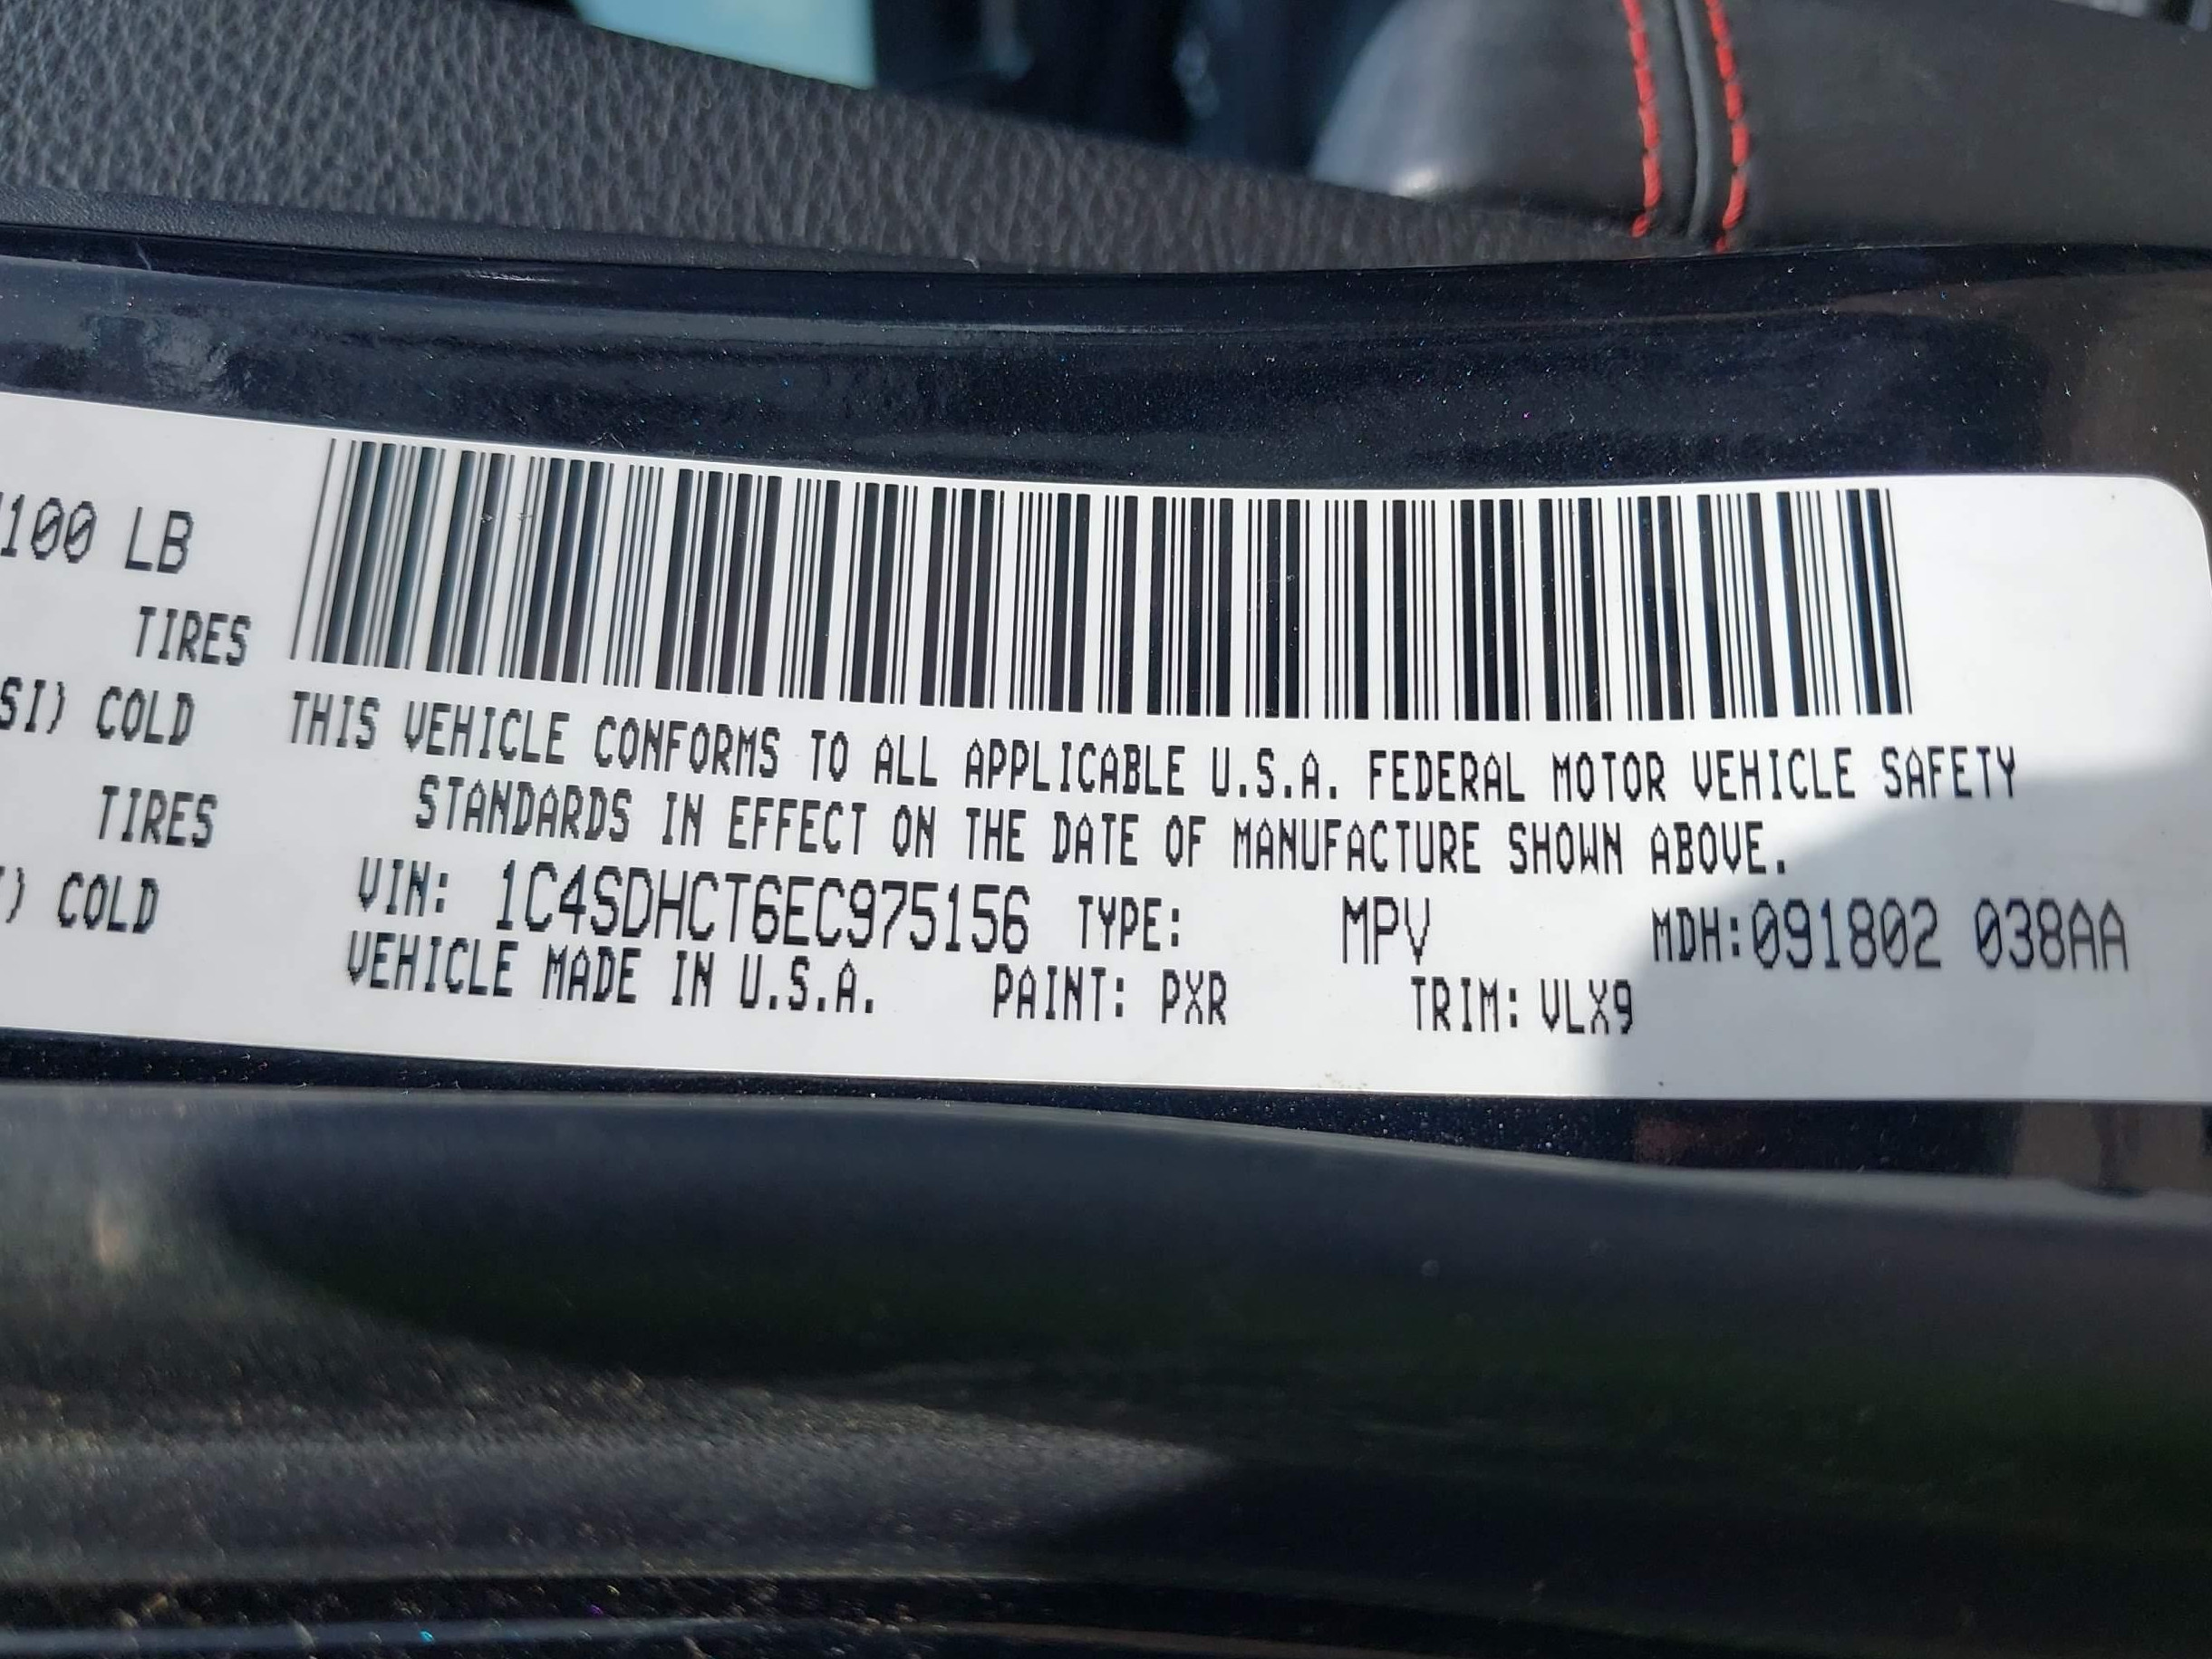 100 LB
TIRES
SI) COLD
THIS VEHICLE CONFORMS TO ALL APPLICABLE U.S.A. FEDERAL MOTOR VEHICLE SAFETY
STANDARDS IN EFFECT ON THE DATE OF MANUFACTURE SHOWN ABOVE.
TIRES
) COLD
VIN: 1C4SDHCT6EC975156 TYPE: MPV MDH:091802 038AA
VEHICLE MADE IN U.S.A. PAINT: PXR TRIM: VLX9